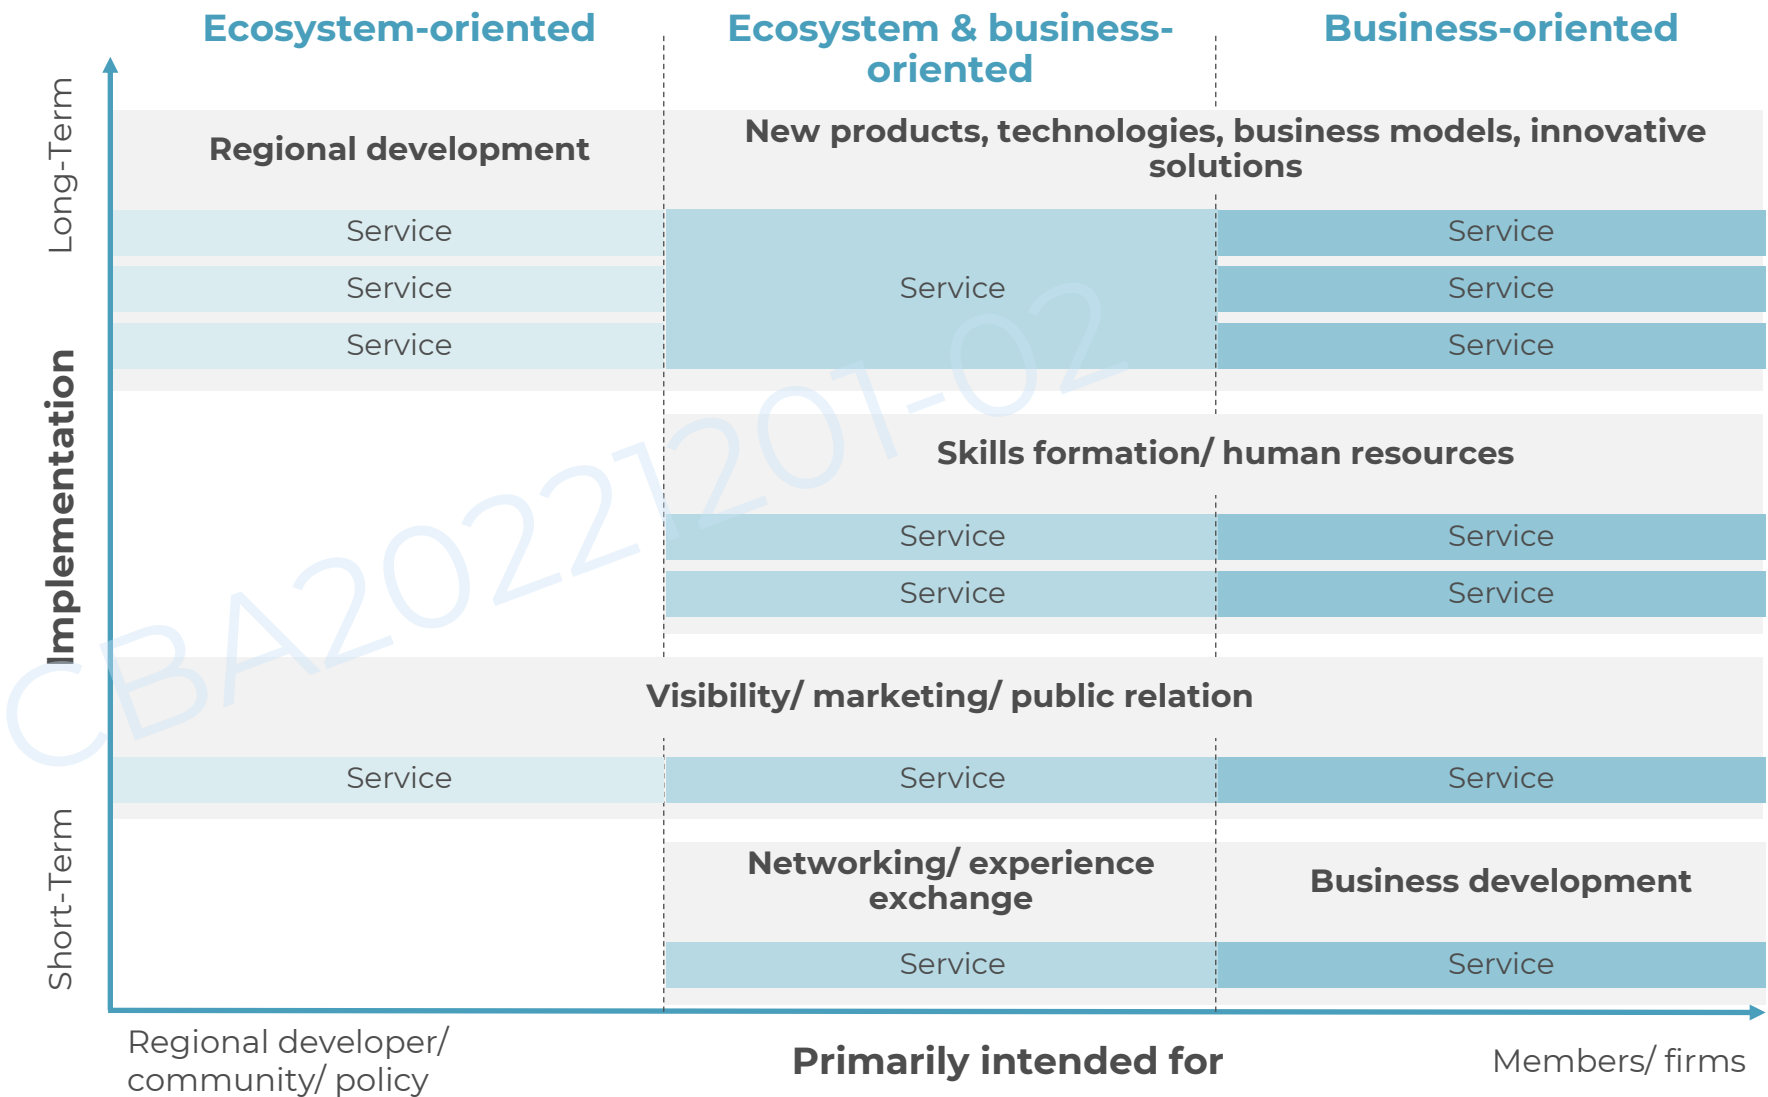 Ecosystem-oriented
Ecosystem & business-
oriented
Business-oriented
Long-Term
Implementation
Short-Term
Regional development
New products, technologies, business models, innovative
solutions
Service
Service
Service
Service
Service
Service
Service
Skills formation/ human resources
Service
Service
Service
Service
Visibility/ marketing/ public relation
Service
Service
Service
Networking/ experience
exchange
Business development
Service
Service
Regional developer/
community/ policy
Primarily intended for
Members/ firms
CBA20221201-02